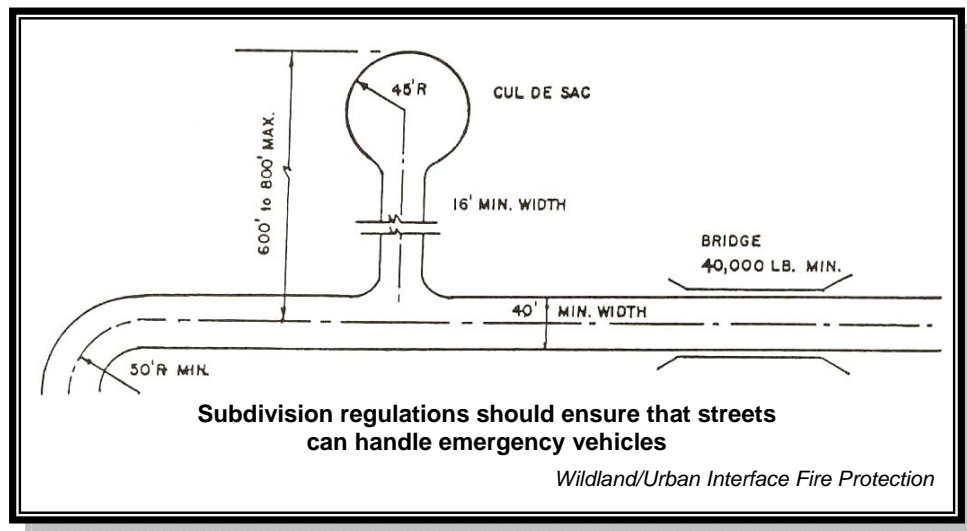 45'R
CUL DE SAC
600' to 800' MAX.
16' MIN. WIDTH
BRIDGE
40,000 LB. MIN.
40' MIN. WIDTH
50'R MIN.
Subdivision regulations should ensure that streets
can handle emergency vehicles
Wildland/Urban Interface Fire Protection